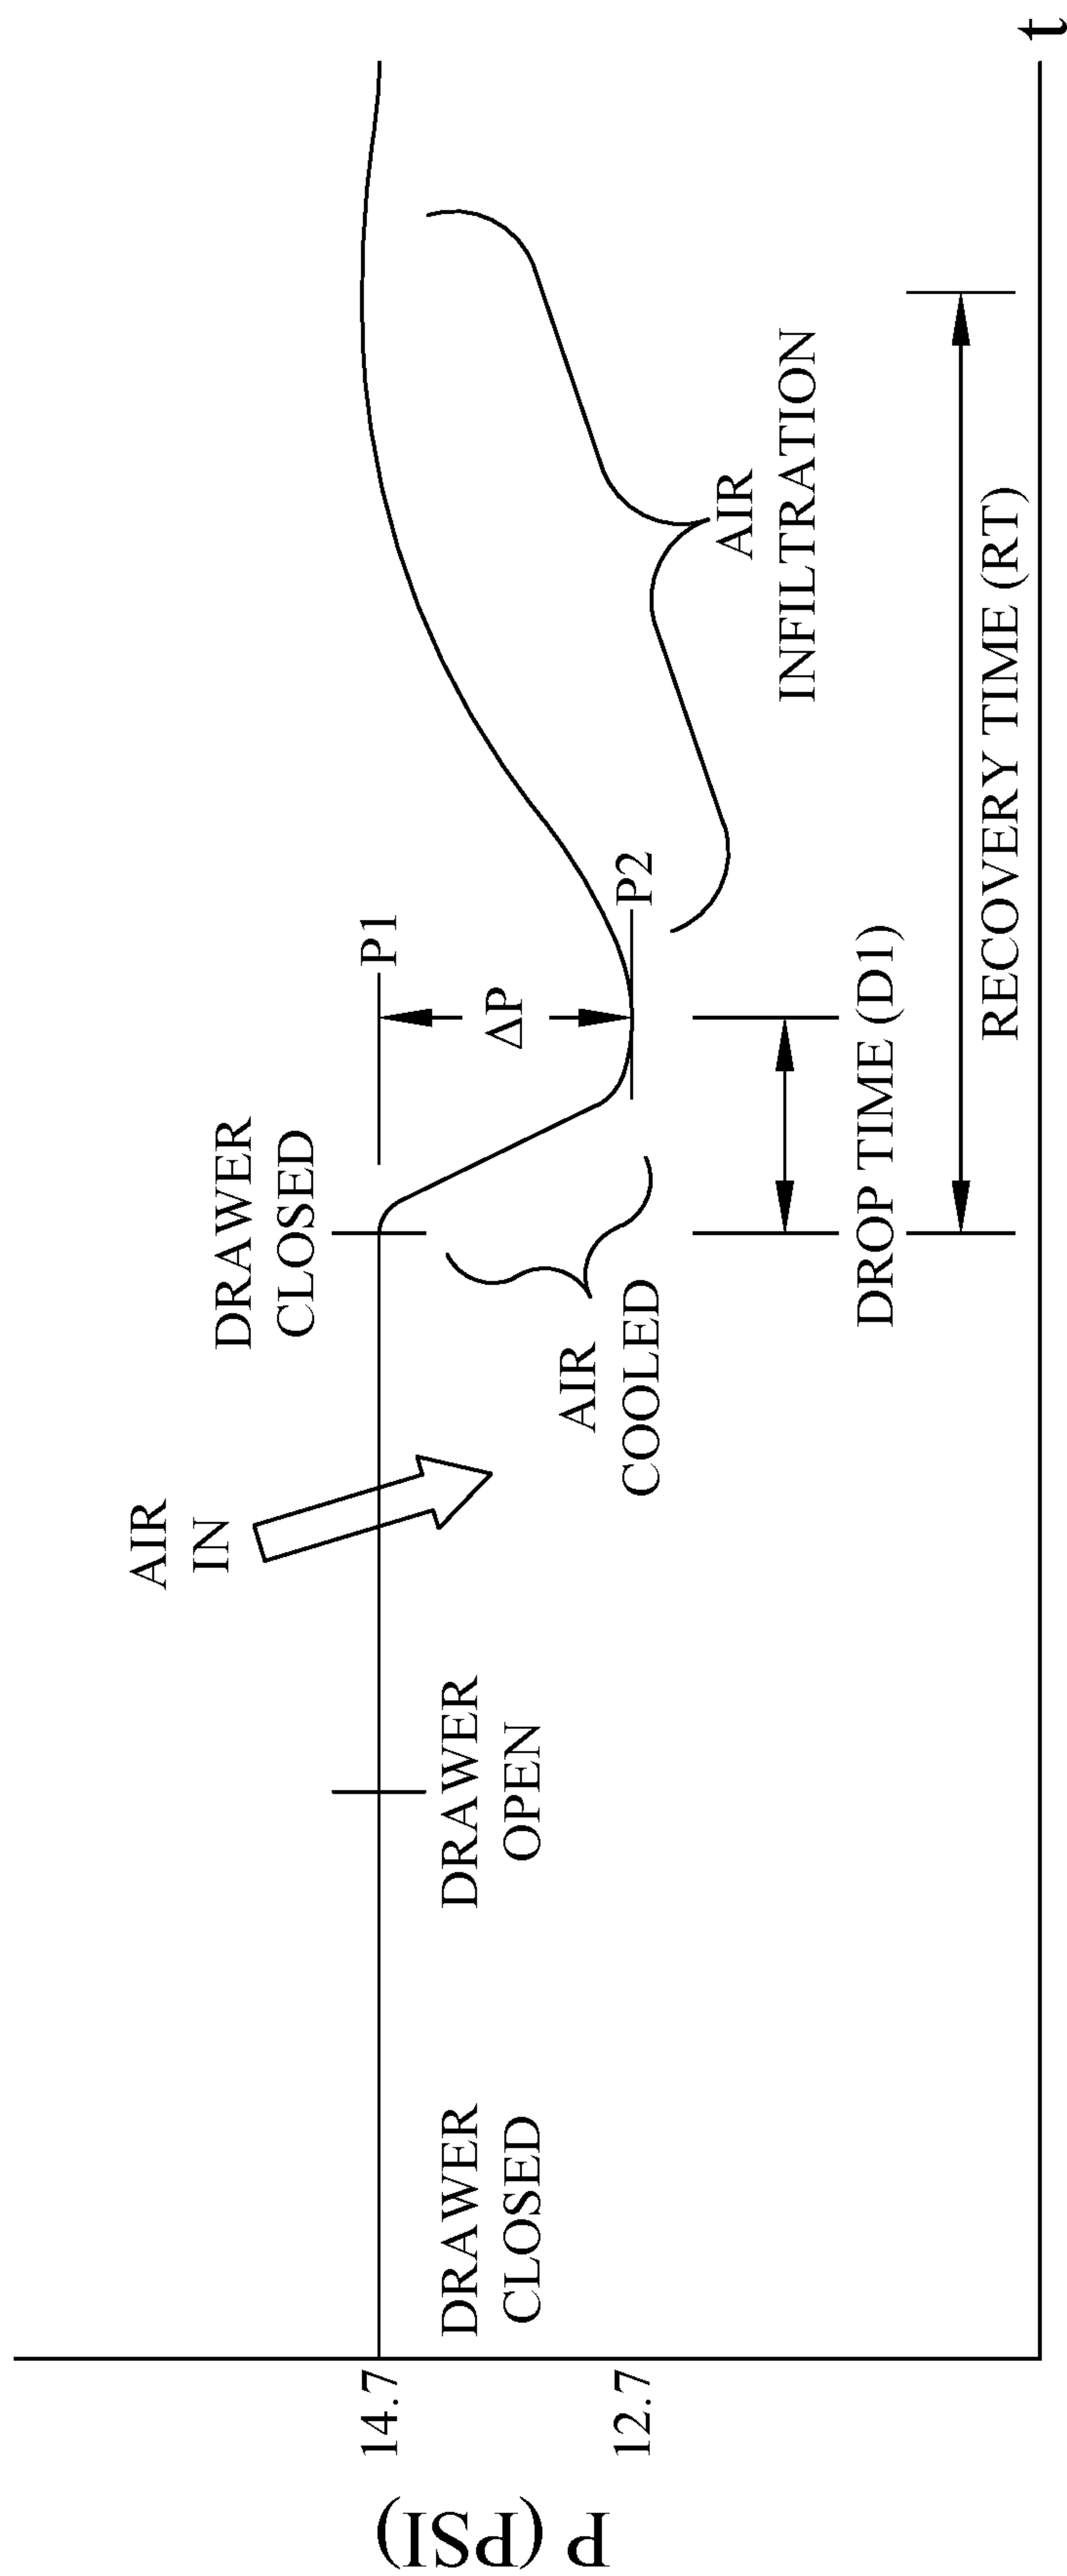 P (PSI)
14.7
12.7
DRAWER
CLOSED
DRAWER
OPEN
AIR
IN
DRAWER
CLOSED
AIR
COOLED
P1
ΔP
P2
AIR
INFILTRATION
DROP TIME (D1)
RECOVERY TIME (RT)
t